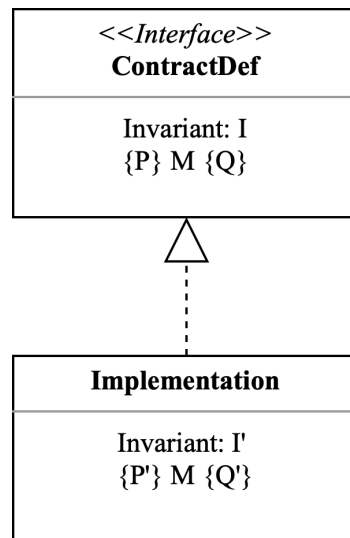 <<Interface>>
ContractDef
Invariant: I
{P} M {Q}
Implementation
Invariant: I'
{P'} M {Q'}